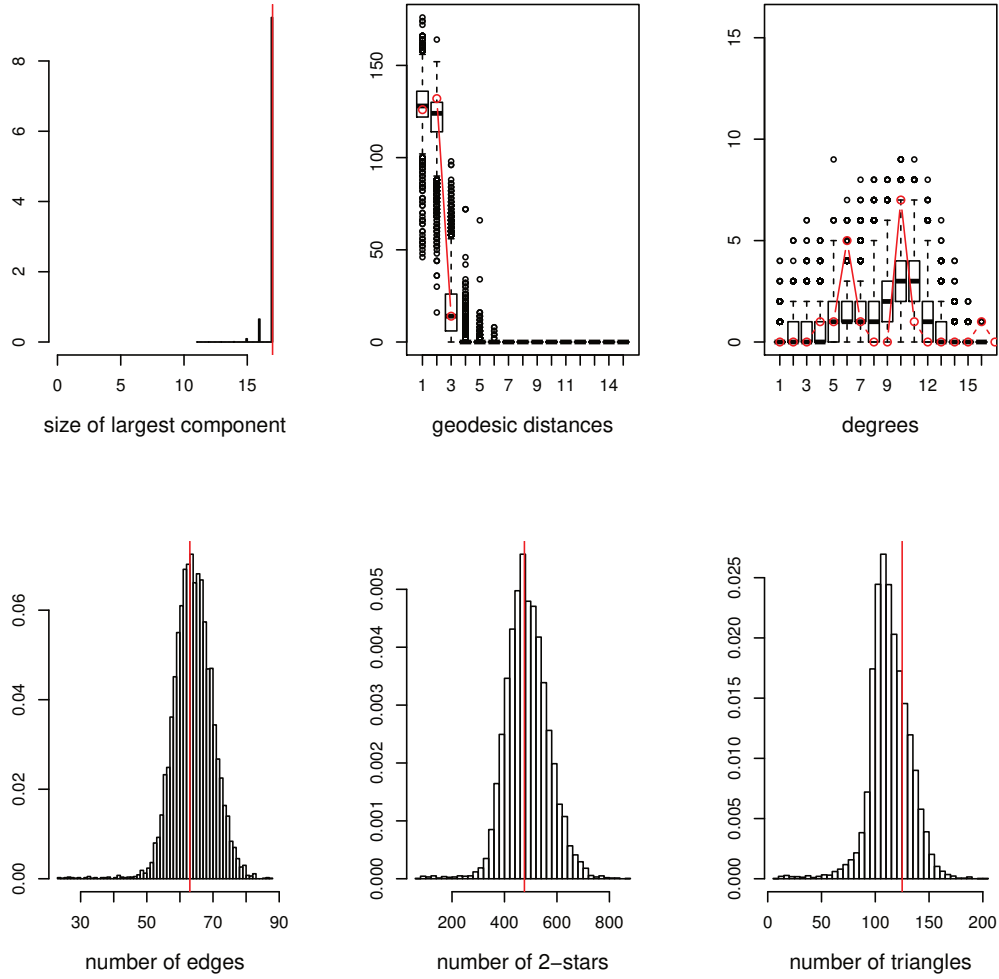 8
6
4
2
0
0 5 10 15
size of largest component
150
100
50
0
1 3 5 7 9 11 14
geodesic distances
15
10
5
0
1 3 5 7 9 12 15
degrees
0.06
0.04
0.02
0.00
30 50 70 90
number of edges
0.005
0.004
0.003
0.002
0.001
0.000
200 400 600 800
number of 2−stars
0.025
0.020
0.015
0.010
0.005
0.000
0 50 100 150 200
number of triangles